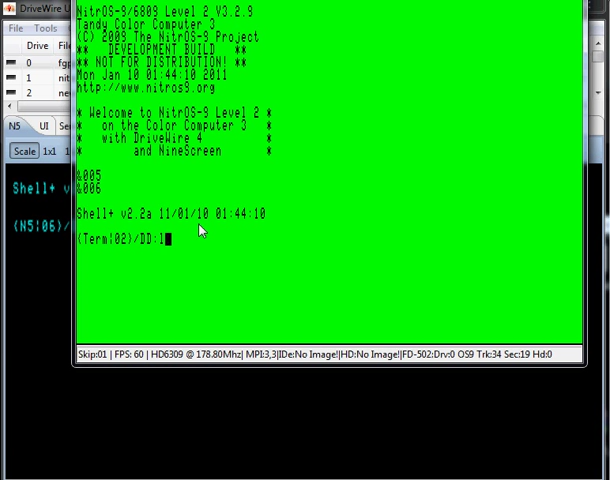 DriveWire U
File Tools
Drive
0 fgp
1 nit
2 ne
N5 UI Se
Scale 1x1
Shell+ v
(N5:06)/
NitrOS-9/6809 Level 2 V3.2.9
Tandy Color Computer 3
(C) 2009 The NitrOS-9 Project
** DEVELOPMENT BUILD **
** NOT FOR DISTRIBUTION! **
Mon Jan 10 01:44:10 2011
http://www.nitros9.org
* Welcome to NitrOS-9 Level 2 *
* on the Color Computer 3 *
* with DriveWire 4 *
* and NineScreen *
&005
&006
Shell+ v2.2a 11/01/10 01:44:10
(Term:02)/DD:l
Skip:01 | FPS: 60 | HD6309 @ 178.80Mhz| MPI:3,3|IDe:No Image!|HD:No Image!|FD-502:Drv:0 OS9 Trk:34 Sec:19 Hd:0